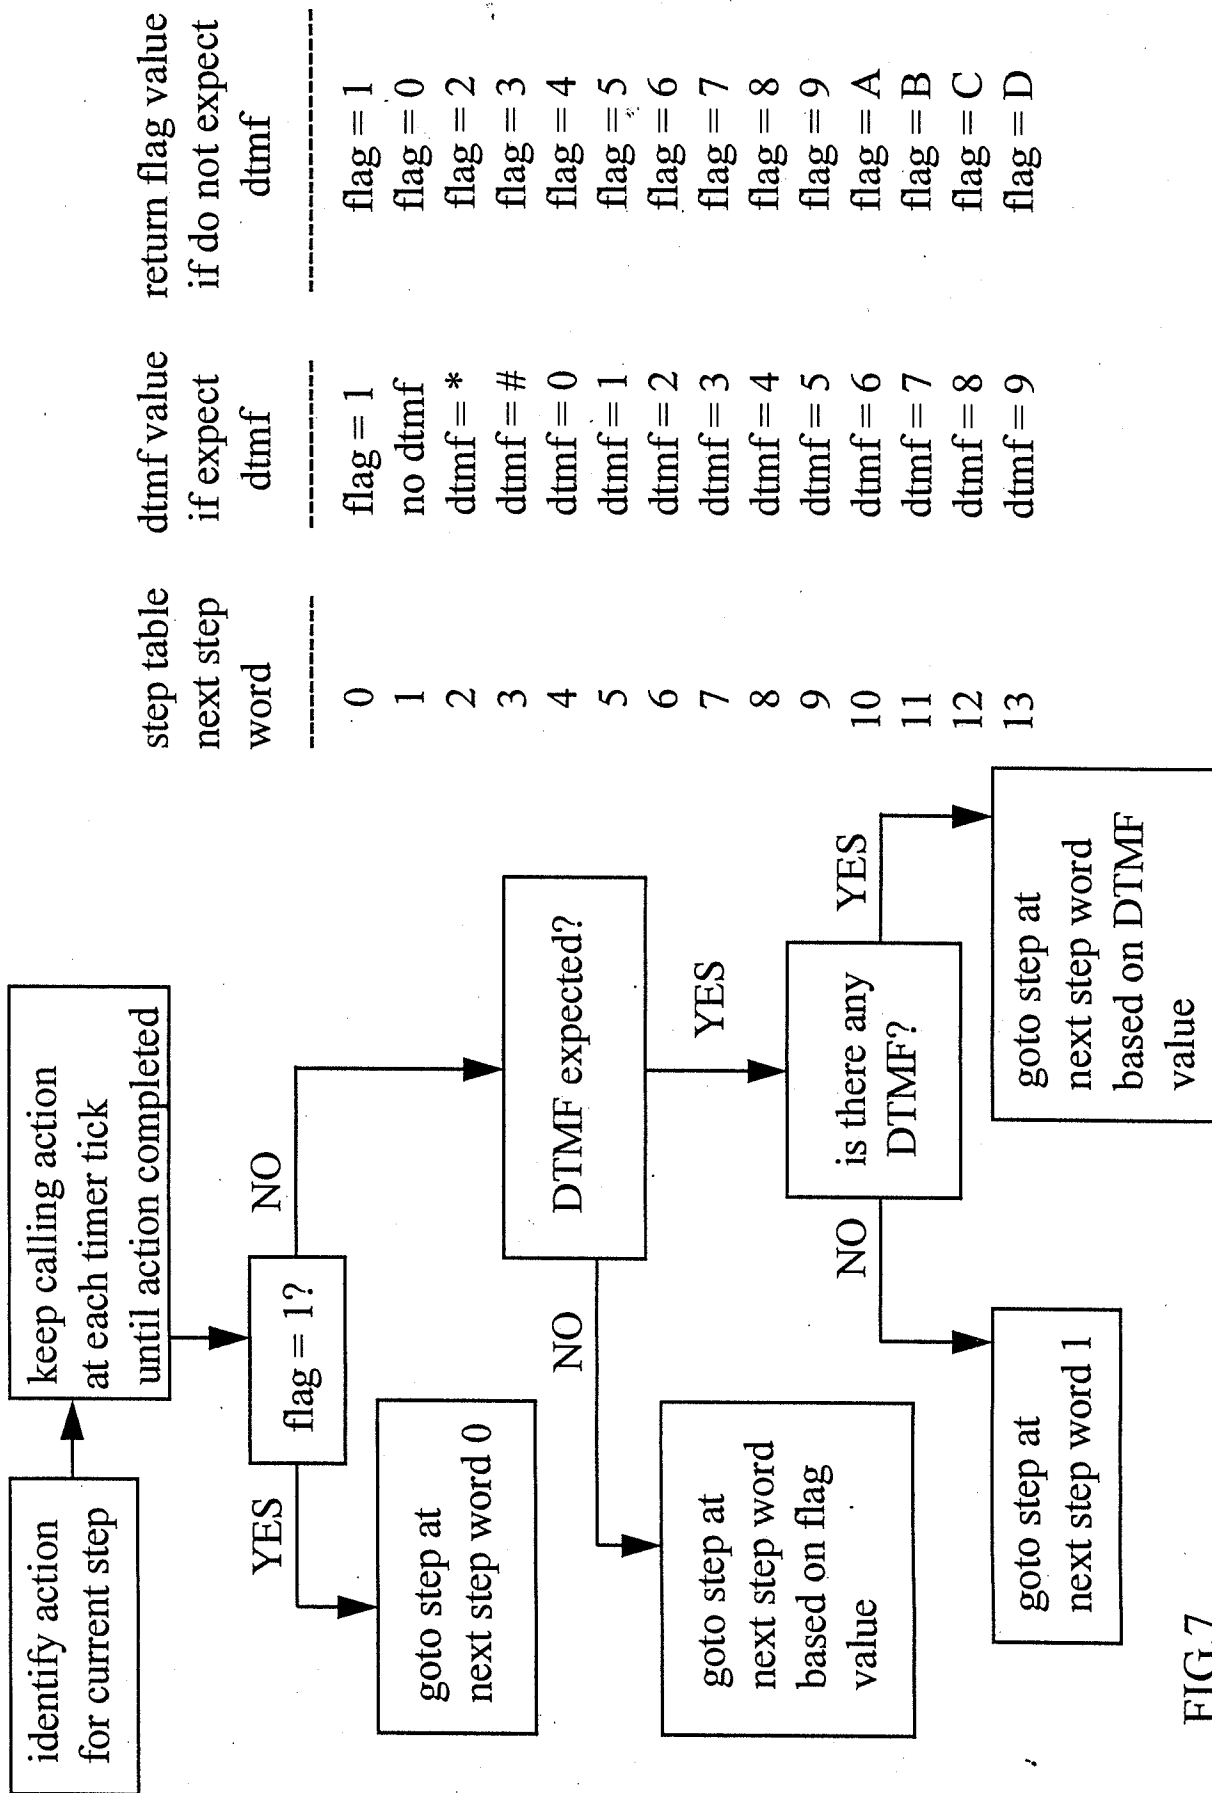 identify action
for current step
keep calling action
at each timer tick
until action completed
flag = 1?
YES
NO
goto step at
next step word 0
DTMF expected?
NO
YES
goto step at
next step word
based on flag
value
is there any
DTMF?
NO
YES
goto step at
next step word 1
goto step at
next step word
based on DTMF
value
step table dtmf value return flag value
next step if expect if do not expect
word dtmf dtmf
0 flag = 1 flag = 1
1 no dtmf flag = 0
2 dtmf = * flag = 2
3 dtmf = # flag = 3
4 dtmf = 0 flag = 4
5 dtmf = 1 flag = 5
6 dtmf = 2 flag = 6
7 dtmf = 3 flag = 7
8 dtmf = 4 flag = 8
9 dtmf = 5 flag = 9
10 dtmf = 6 flag = A
11 dtmf = 7 flag = B
12 dtmf = 8 flag = C
13 dtmf = 9 flag = D
FIG.7